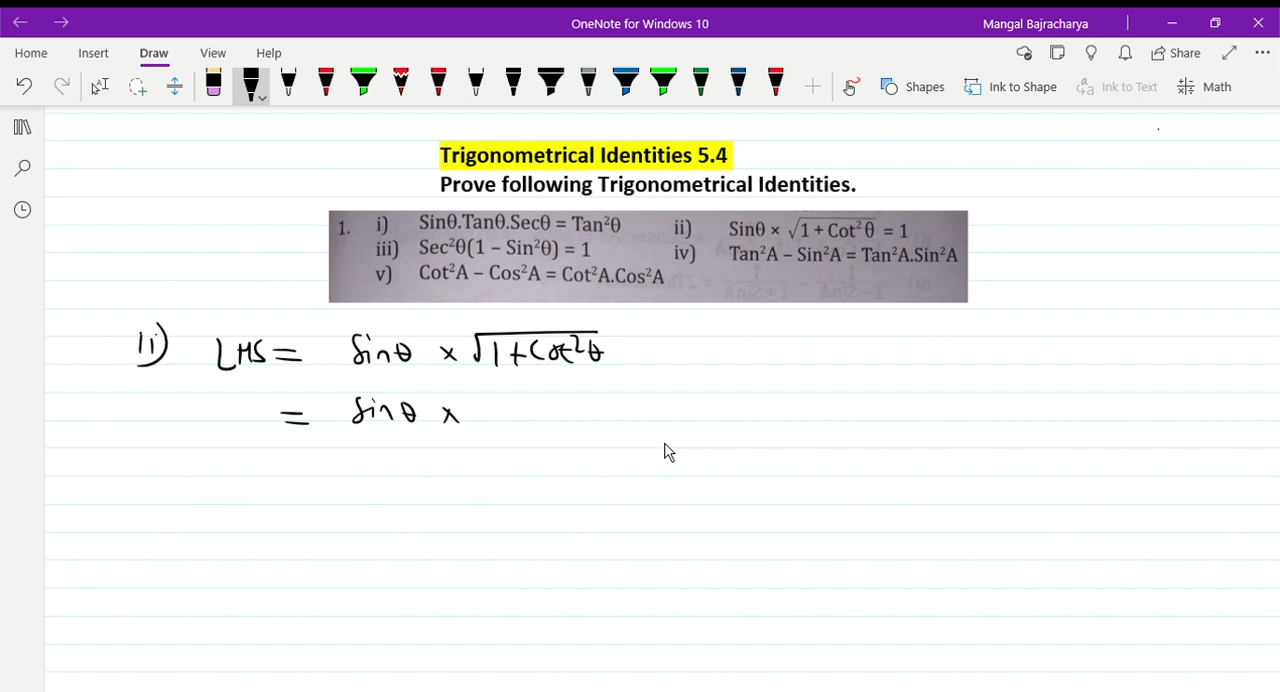 OneNote for Windows 10
Mangal Bajracharya
Home Insert Draw View Help Share
Shapes Ink to Shape Ink to Text Math
Trigonometrical Identities 5.4
Prove following Trigonometrical Identities.
1. i) Sinθ.Tanθ.Secθ = Tan²θ ii) Sinθ × √1 + Cot²θ = 1
iii) Sec²θ(1 − Sin²θ) = 1 iv) Tan²A − Sin²A = Tan²A.Sin²A
v) Cot²A − Cos²A = Cot²A.Cos²A
ii) LHS = Sinθ × √1+Cot²θ
= Sinθ ×